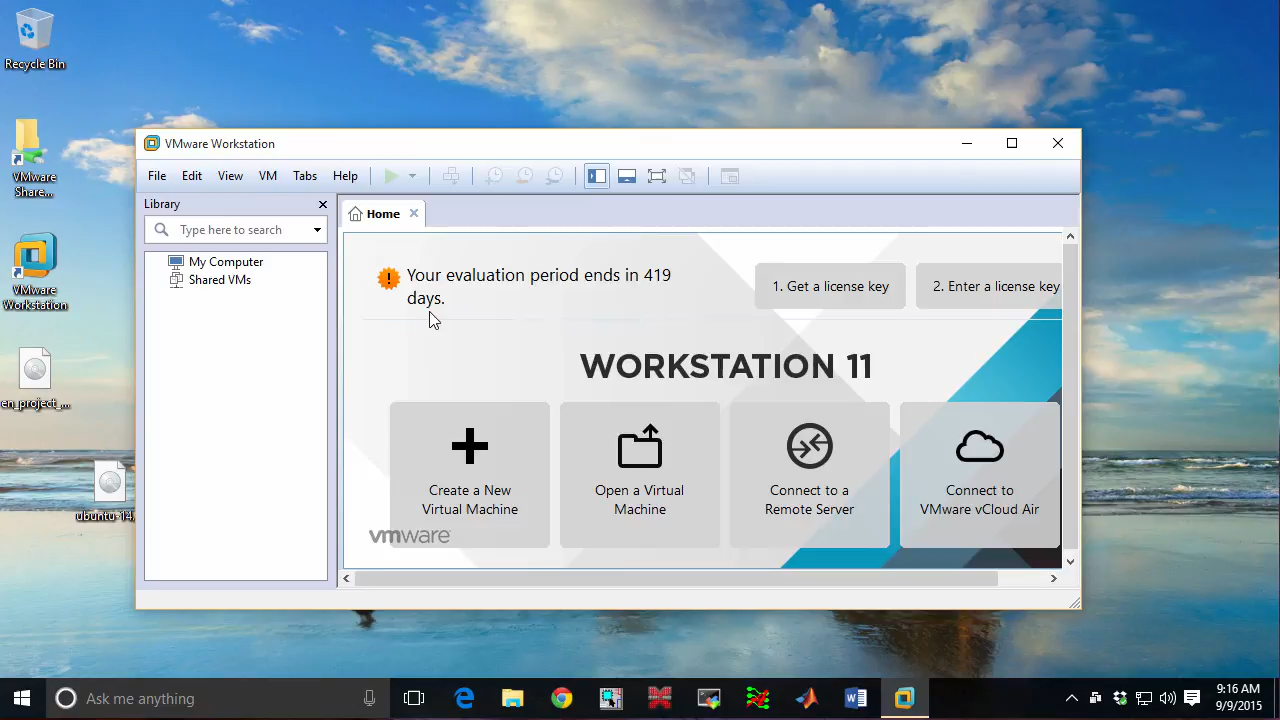 Recycle Bin
VMware
Share...
VMware
Workstation
en_project_...
ubuntu-14.
VMware Workstation
File Edit View VM Tabs Help
Library
Type here to search
My Computer
Shared VMs
Home
Your evaluation period ends in 419
days.
1. Get a license key
2. Enter a license key
WORKSTATION 11
Create a New
Virtual Machine
Open a Virtual
Machine
Connect to a
Remote Server
Connect to
VMware vCloud Air
vmware
Ask me anything
9:16 AM
9/9/2015